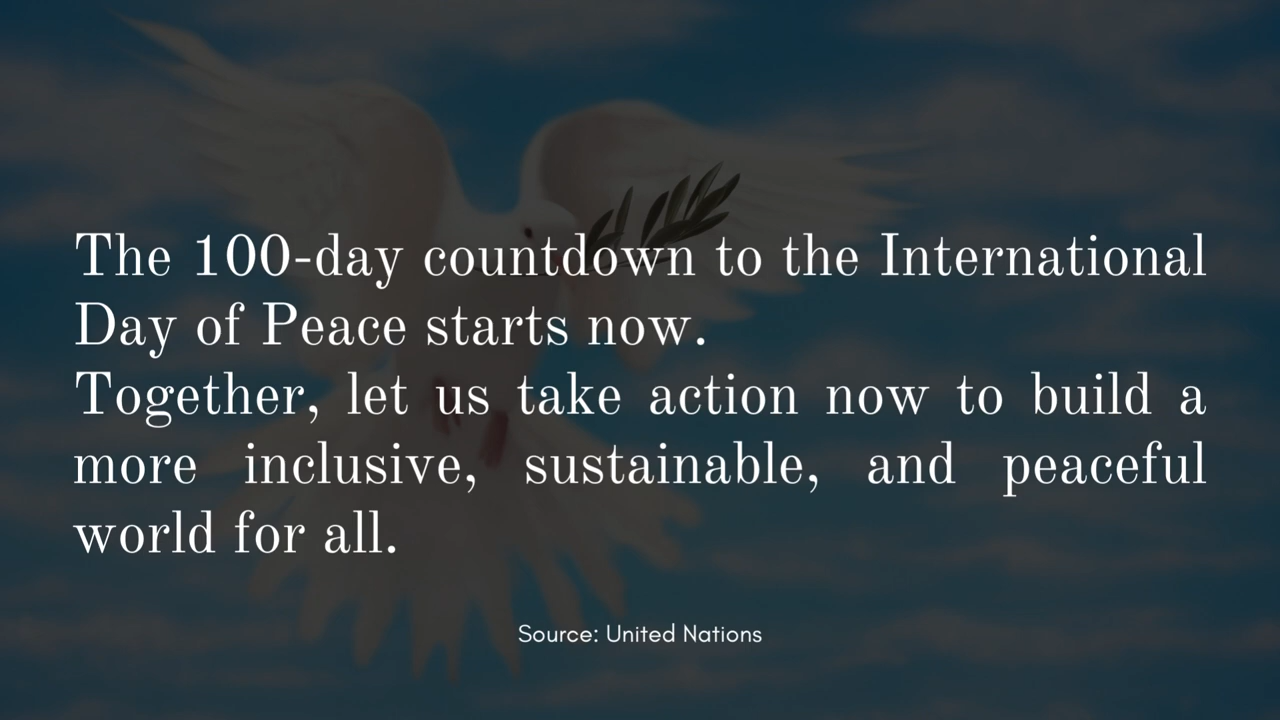 The 100-day countdown to the International
Day of Peace starts now.
Together, let us take action now to build a
more inclusive, sustainable, and peaceful
world for all.
Source: United Nations